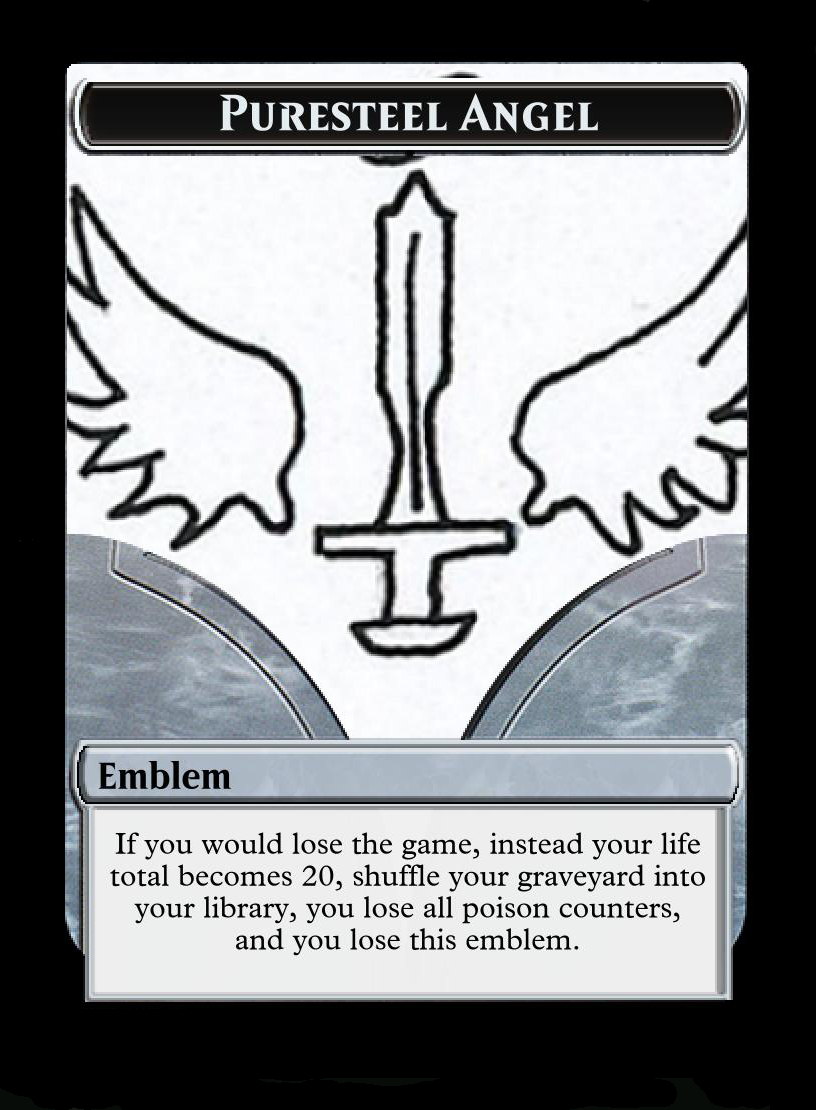 Puresteel Angel
Emblem
If you would lose the game, instead your life
total becomes 20, shuffle your graveyard into
your library, you lose all poison counters,
and you lose this emblem.